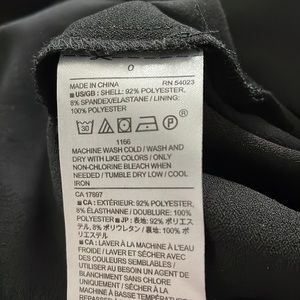 0
MADE IN CHINA RN 54023
■ US/GB : SHELL: 92% POLYESTER,
8% SPANDEX/ELASTANE / LINING:
100% POLYESTER
30
1166
MACHINE WASH COLD / WASH AND
DRY WITH LIKE COLORS / ONLY
NON-CHLORINE BLEACH WHEN
NEEDED / TUMBLE DRY LOW / COOL
IRON
CA 17897
■ CA : EXTÉRIEUR: 92% POLYESTER,
8% ÉLASTHANNE / DOUBLURE: 100%
POLYESTER ■ JP : 表地: 92% ポリエス
テル, 8% ポリウレタン / 裏地: 100% ポ
リエステル
■ CA : LAVER À LA MACHINE À L'EAU
FROIDE / LAVER ET SÉCHER AVEC
DES COULEURS SEMBLABLES /
UTILISER AU BESOIN UN AGENT
DE BLANCHIMENT SANS CHLORE /
SÉCHER À LA
MACHINE À BASSE TEMPÉRATURE